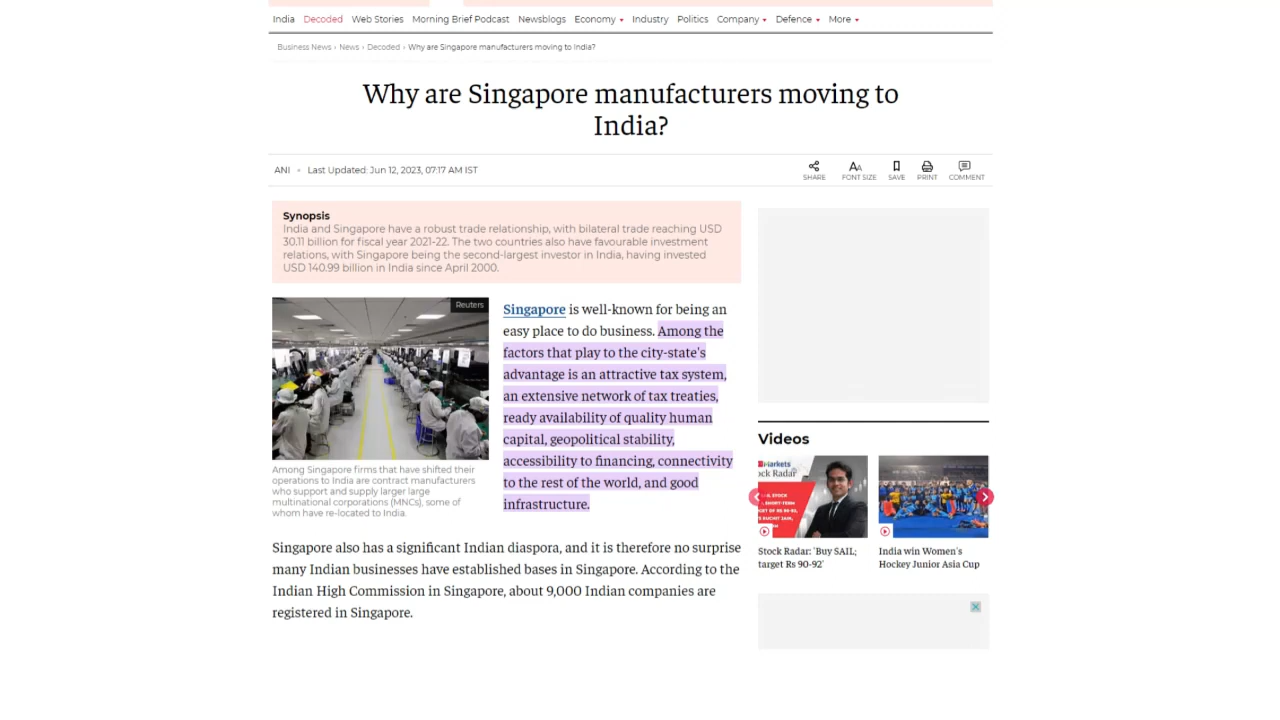 India Decoded Web Stories Morning Brief Podcast Newsblogs Economy Industry Politics Company Defence More
Business News › News › Decoded › Why are Singapore manufacturers moving to India?
Why are Singapore manufacturers moving to
India?
ANI • Last Updated: Jun 12, 2023, 07:17 AM IST
SHARE FONT SIZE SAVE PRINT COMMENT
Synopsis
India and Singapore have a robust trade relationship, with bilateral trade reaching USD
30.11 billion for fiscal year 2021-22. The two countries also have favourable investment
relations, with Singapore being the second-largest investor in India, having invested
USD 140.99 billion in India since April 2000.
Reuters
Among Singapore firms that have shifted their
operations to India are contract manufacturers
who support and supply larger large
multinational corporations (MNCs), some of
whom have re-located to India.
Singapore is well-known for being an
easy place to do business. Among the
factors that play to the city-state's
advantage is an attractive tax system,
an extensive network of tax treaties,
ready availability of quality human
capital, geopolitical stability,
accessibility to financing, connectivity
to the rest of the world, and good
infrastructure.
Singapore also has a significant Indian diaspora, and it is therefore no surprise
many Indian businesses have established bases in Singapore. According to the
Indian High Commission in Singapore, about 9,000 Indian companies are
registered in Singapore.
Videos
Stock Radar: 'Buy SAIL;
target Rs 90-92'
India win Women's
Hockey Junior Asia Cup